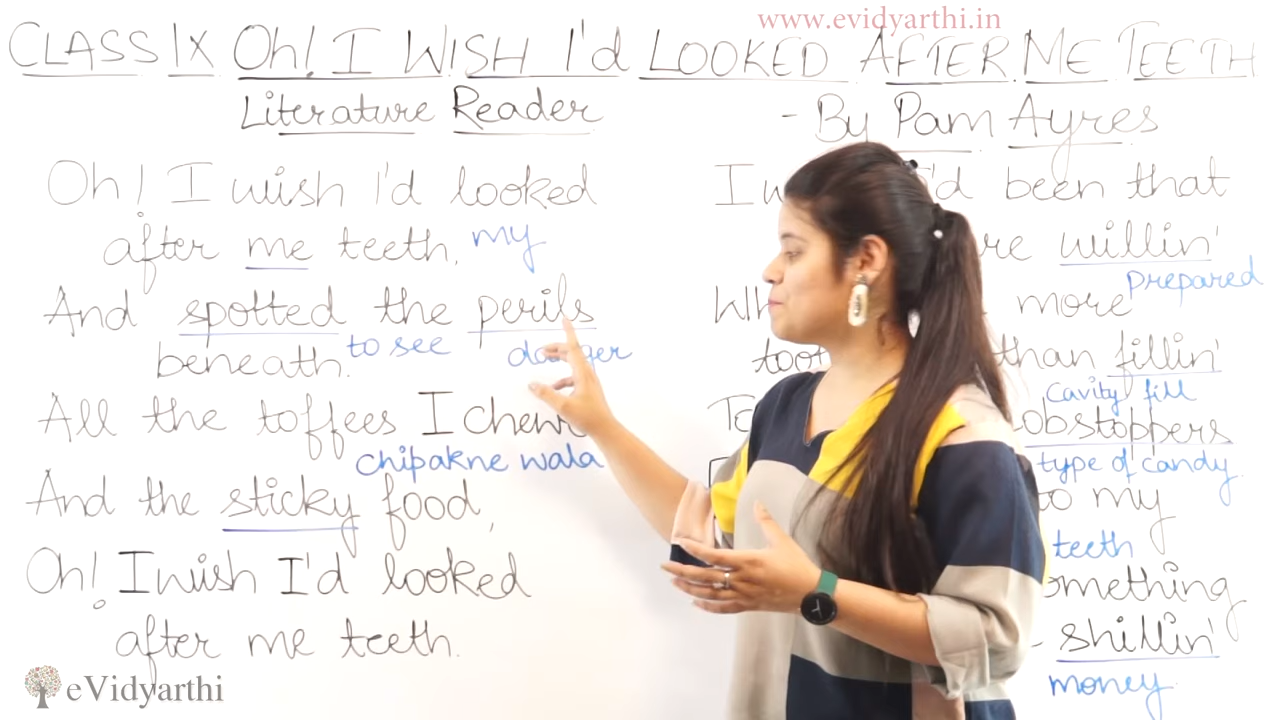 www.evidyarthi.in
CLASS IX Oh! I WISH I'd LOOKED AFTER ME TEETH
Literature Reader
- By Pam Ayres
Oh! I wish I'd looked
after me teeth, my
And spotted the perils
beneath. to see danger
All the toffees I
chipakne wala
And the sticky food,
Oh! I wish I'd looked
after me teeth.
I 'd been that
willin'
prepared
more
than fillin'
cavity fill
type of candy
to my
teeth
shillin'
money
eVidyarthi